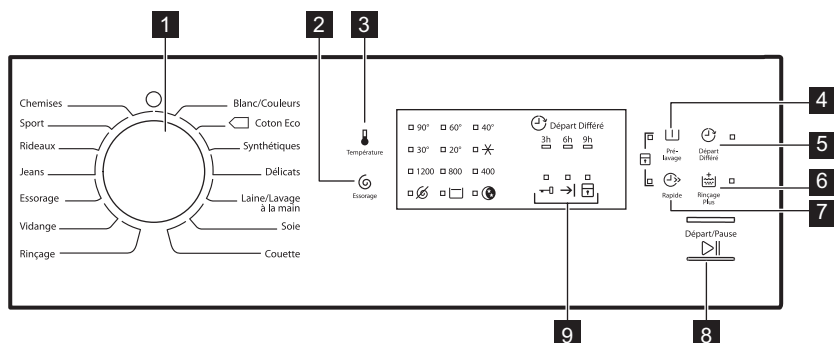 1
2
3
4
5
6
7
8
9
Chemises
Sport
Rideaux
Jeans
Essorage
Vidange
Rinçage
Blanc/Couleurs
Coton Eco
Synthétiques
Délicats
Laine/Lavage
à la main
Soie
Couette
Température
Essorage
90° 60° 40°
30° 20°
1200 800 400
Départ Différé
3h 6h 9h
Pré-
lavage
Départ
Différé
Rapide
Rinçage
Plus
Départ/Pause